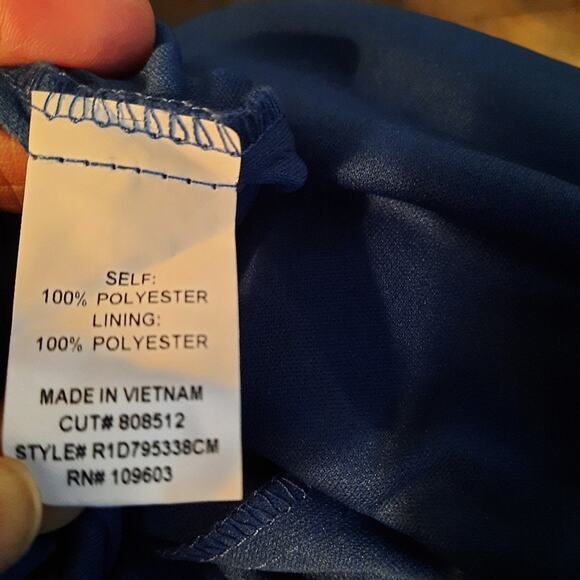 SELF:
100% POLYESTER
LINING:
100% POLYESTER
MADE IN VIETNAM
CUT# 808512
STYLE# R1D795338CM
RN# 109603